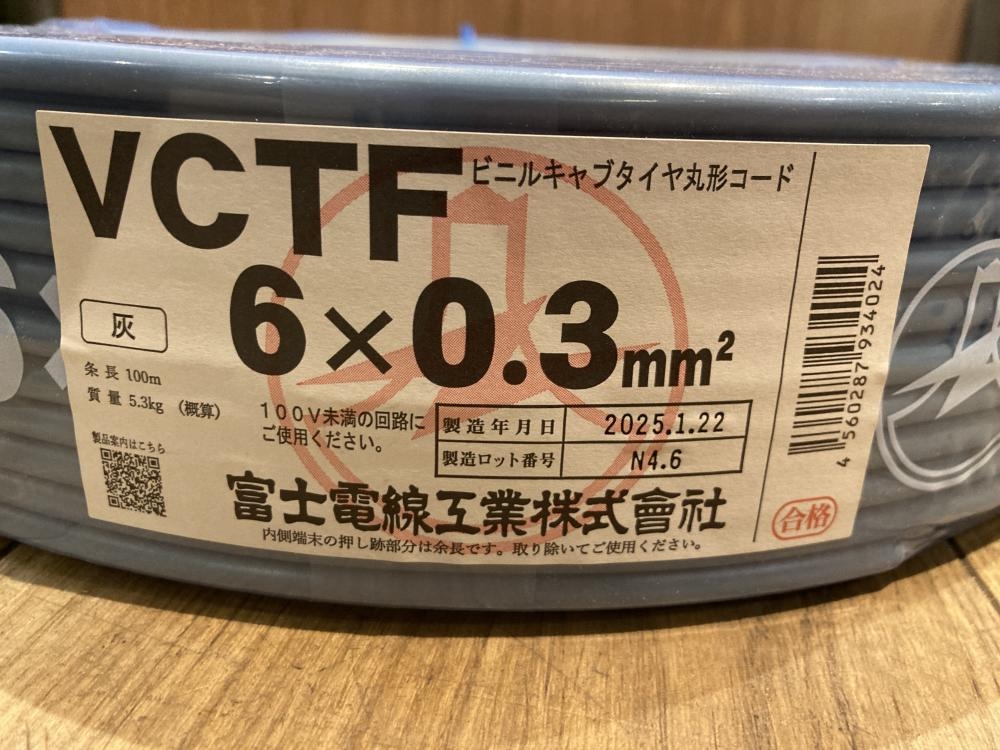 VCTF
ビニルキャブタイヤ丸形コード
6×0.3mm²
灰
条長 100m
質量 5.3kg (概算)
製品案内はこちら
100V未満の回路に
ご使用ください。
製造年月日 2025.1.22
製造ロット番号 N4.6
富士電線工業株式會社
内側端末の押し跡部分は余長です。取り除いてご使用ください。
4 560287 934024
合格